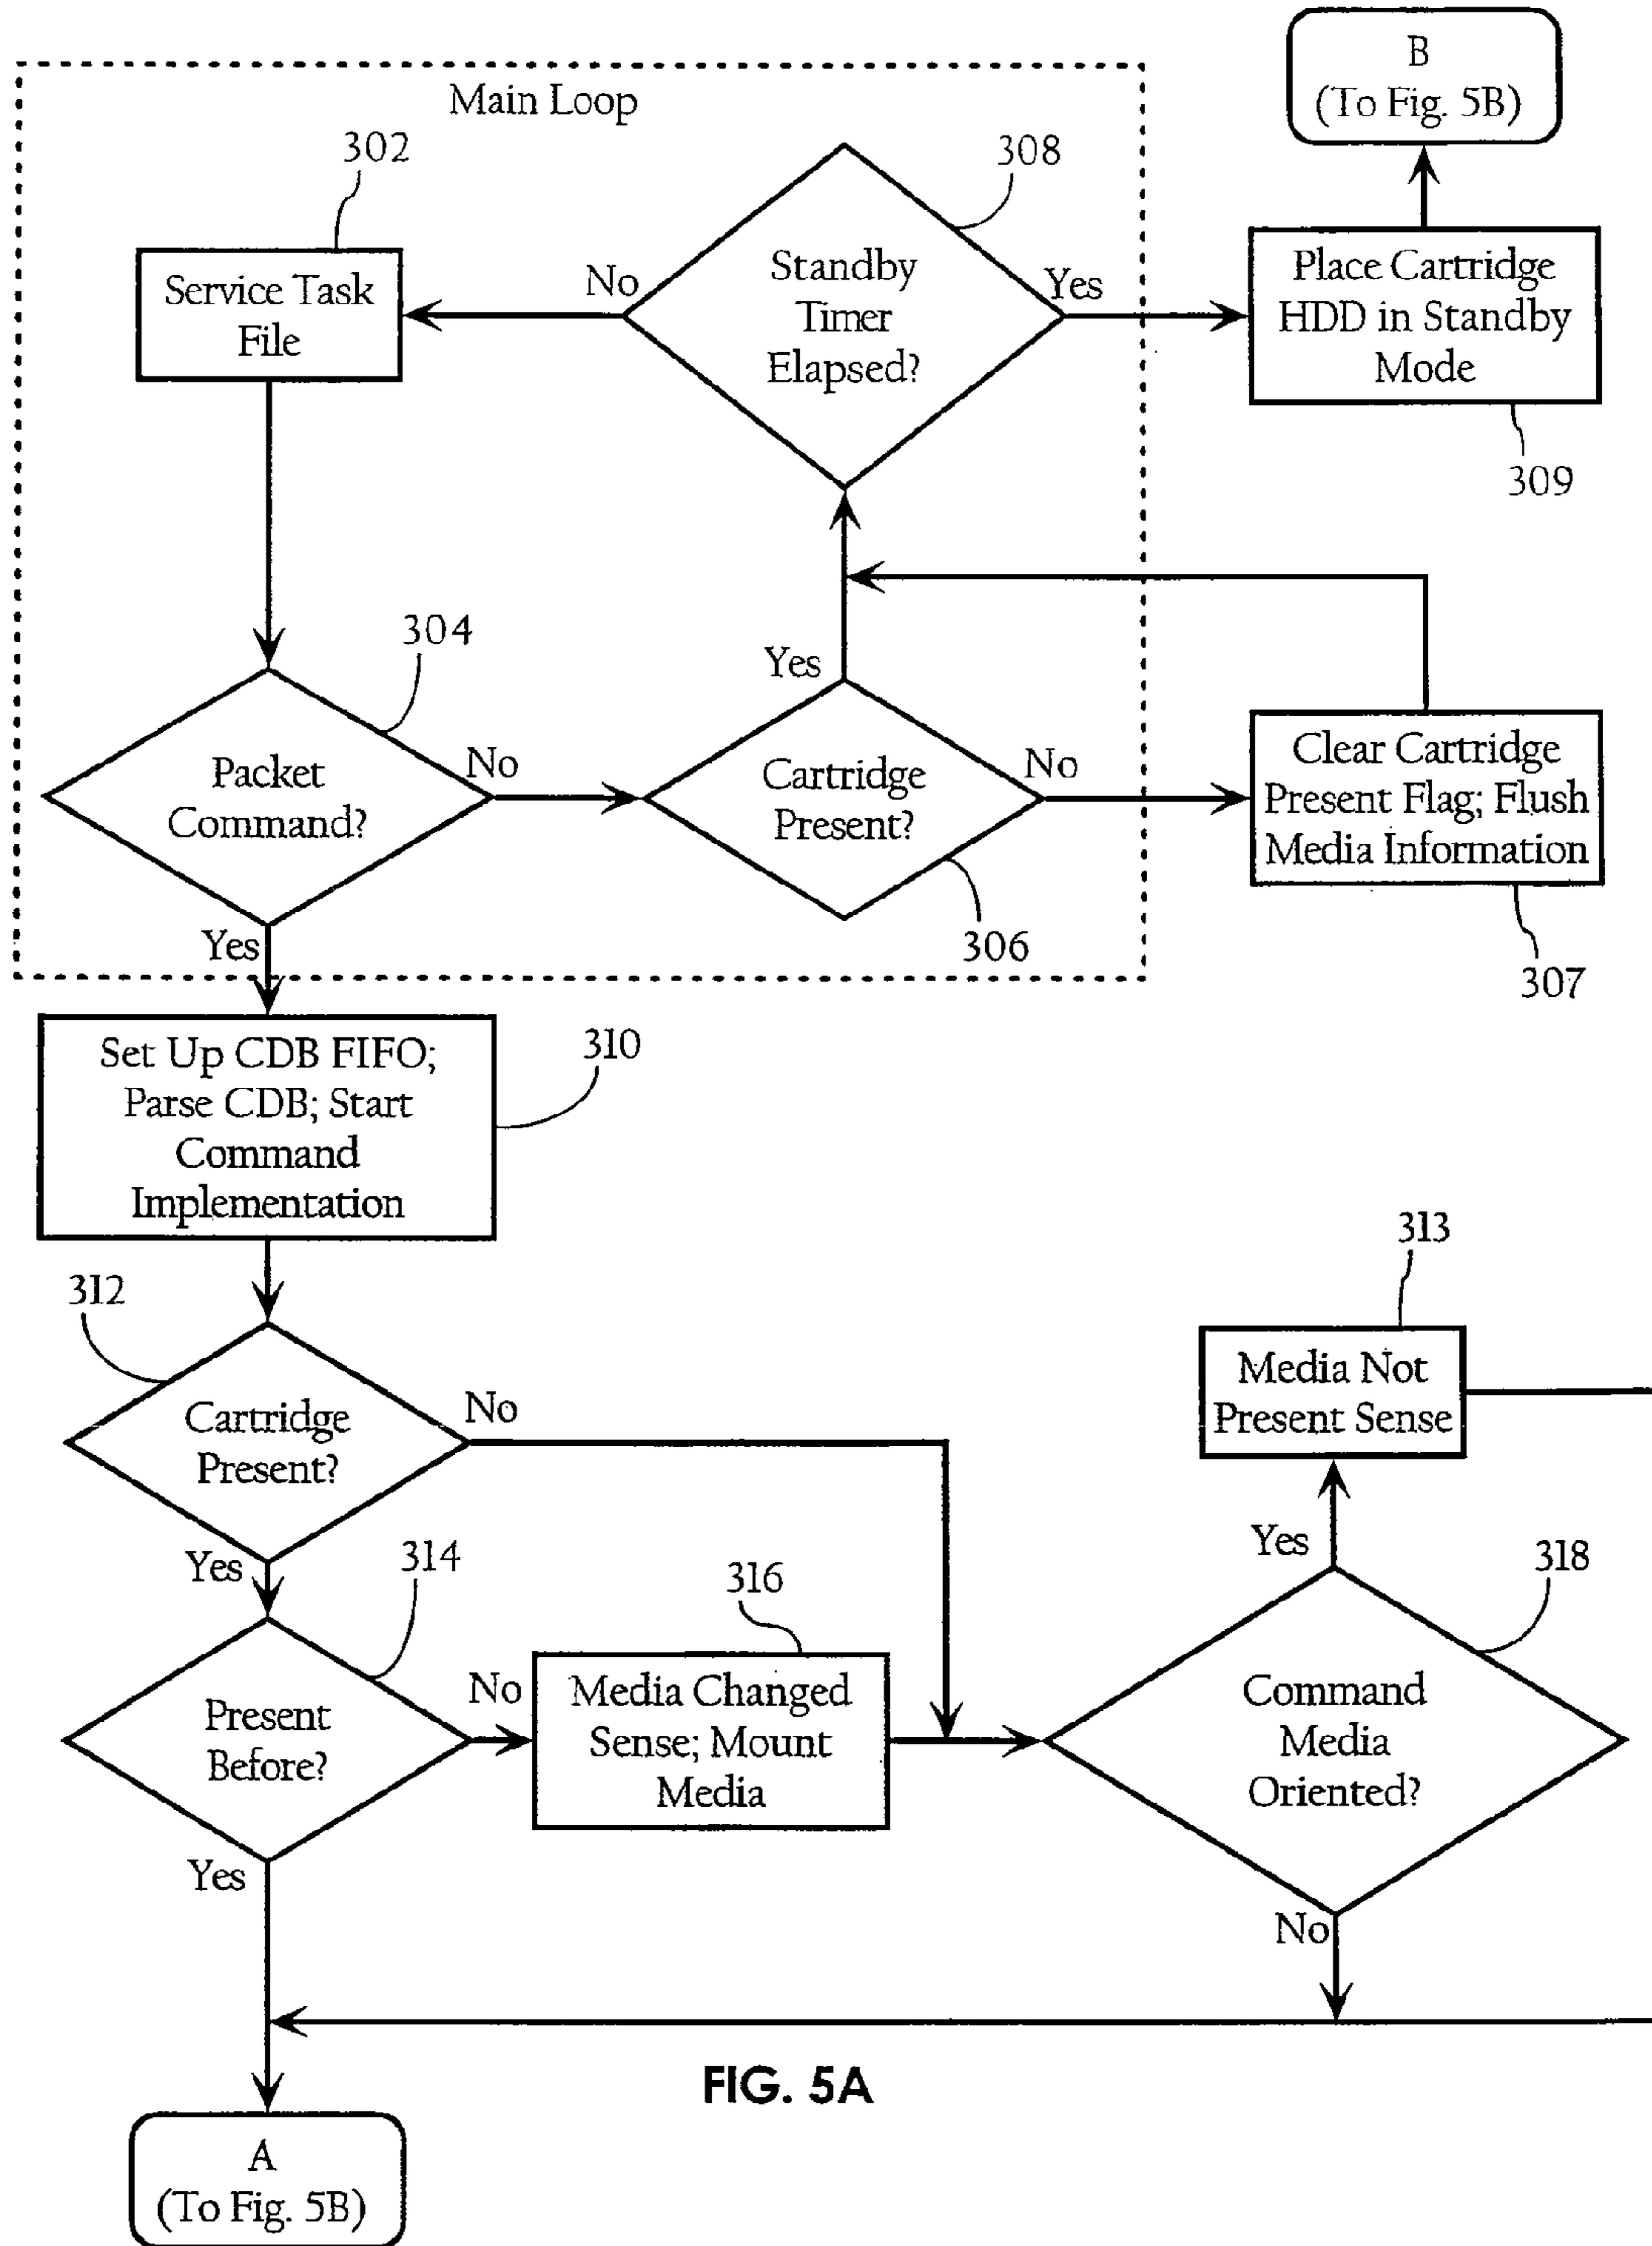 B
(To Fig. 5B)
Main Loop
302
308
Service Task
File
No
Standby
Timer
Elapsed?
Yes
Place Cartridge
HDD in Standby
Mode
309
304
Yes
Packet
Command?
No
Cartridge
Present?
No
Clear Cartridge
Present Flag; Flush
Media Information
Yes
306
307
Set Up CDB FIFO;
Parse CDB; Start
Command
Implementation
310
313
312
Media Not
Present Sense
Cartridge
Present?
No
Yes
314
316
Yes
318
Present
Before?
No
Media Changed
Sense; Mount
Media
Command
Media
Oriented?
Yes
No
FIG. 5A
A
(To Fig. 5B)